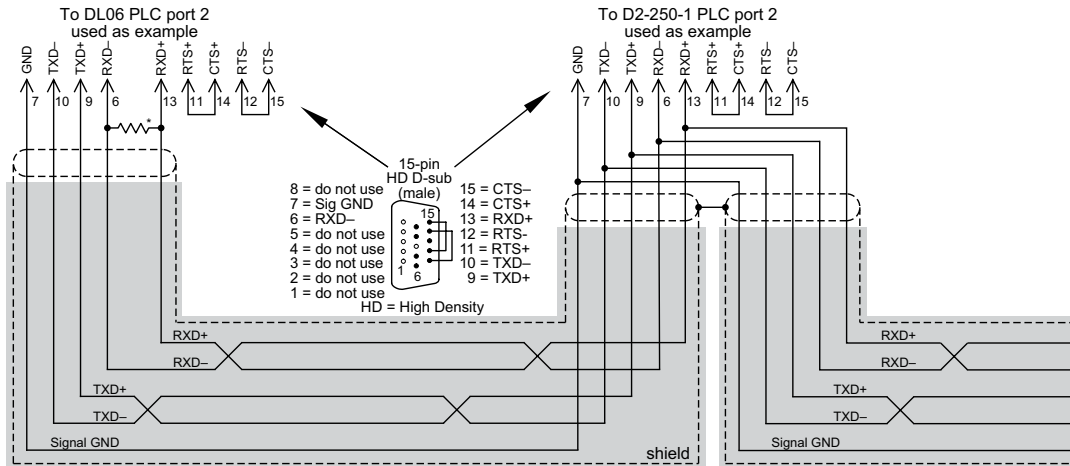 To DL06 PLC port 2
used as example
GND
TXD–
TXD+
RXD–
RXD+
RTS+
CTS+
RTS–
CTS–
7
10
9
6
13
11
14
12
15
*
To D2-250-1 PLC port 2
used as example
GND
TXD–
TXD+
RXD–
RXD+
RTS+
CTS+
RTS–
CTS–
7
10
9
6
13
11
14
12
15
15-pin
HD D-sub
(male)
8 = do not use
7 = Sig GND
6 = RXD–
5 = do not use
4 = do not use
3 = do not use
2 = do not use
1 = do not use
15
1
6
15 = CTS–
14 = CTS+
13 = RXD+
12 = RTS-
11 = RTS+
10 = TXD–
9 = TXD+
HD = High Density
RXD+
RXD–
TXD+
TXD–
Signal GND
shield
RXD+
RXD–
TXD+
TXD–
Signal GND